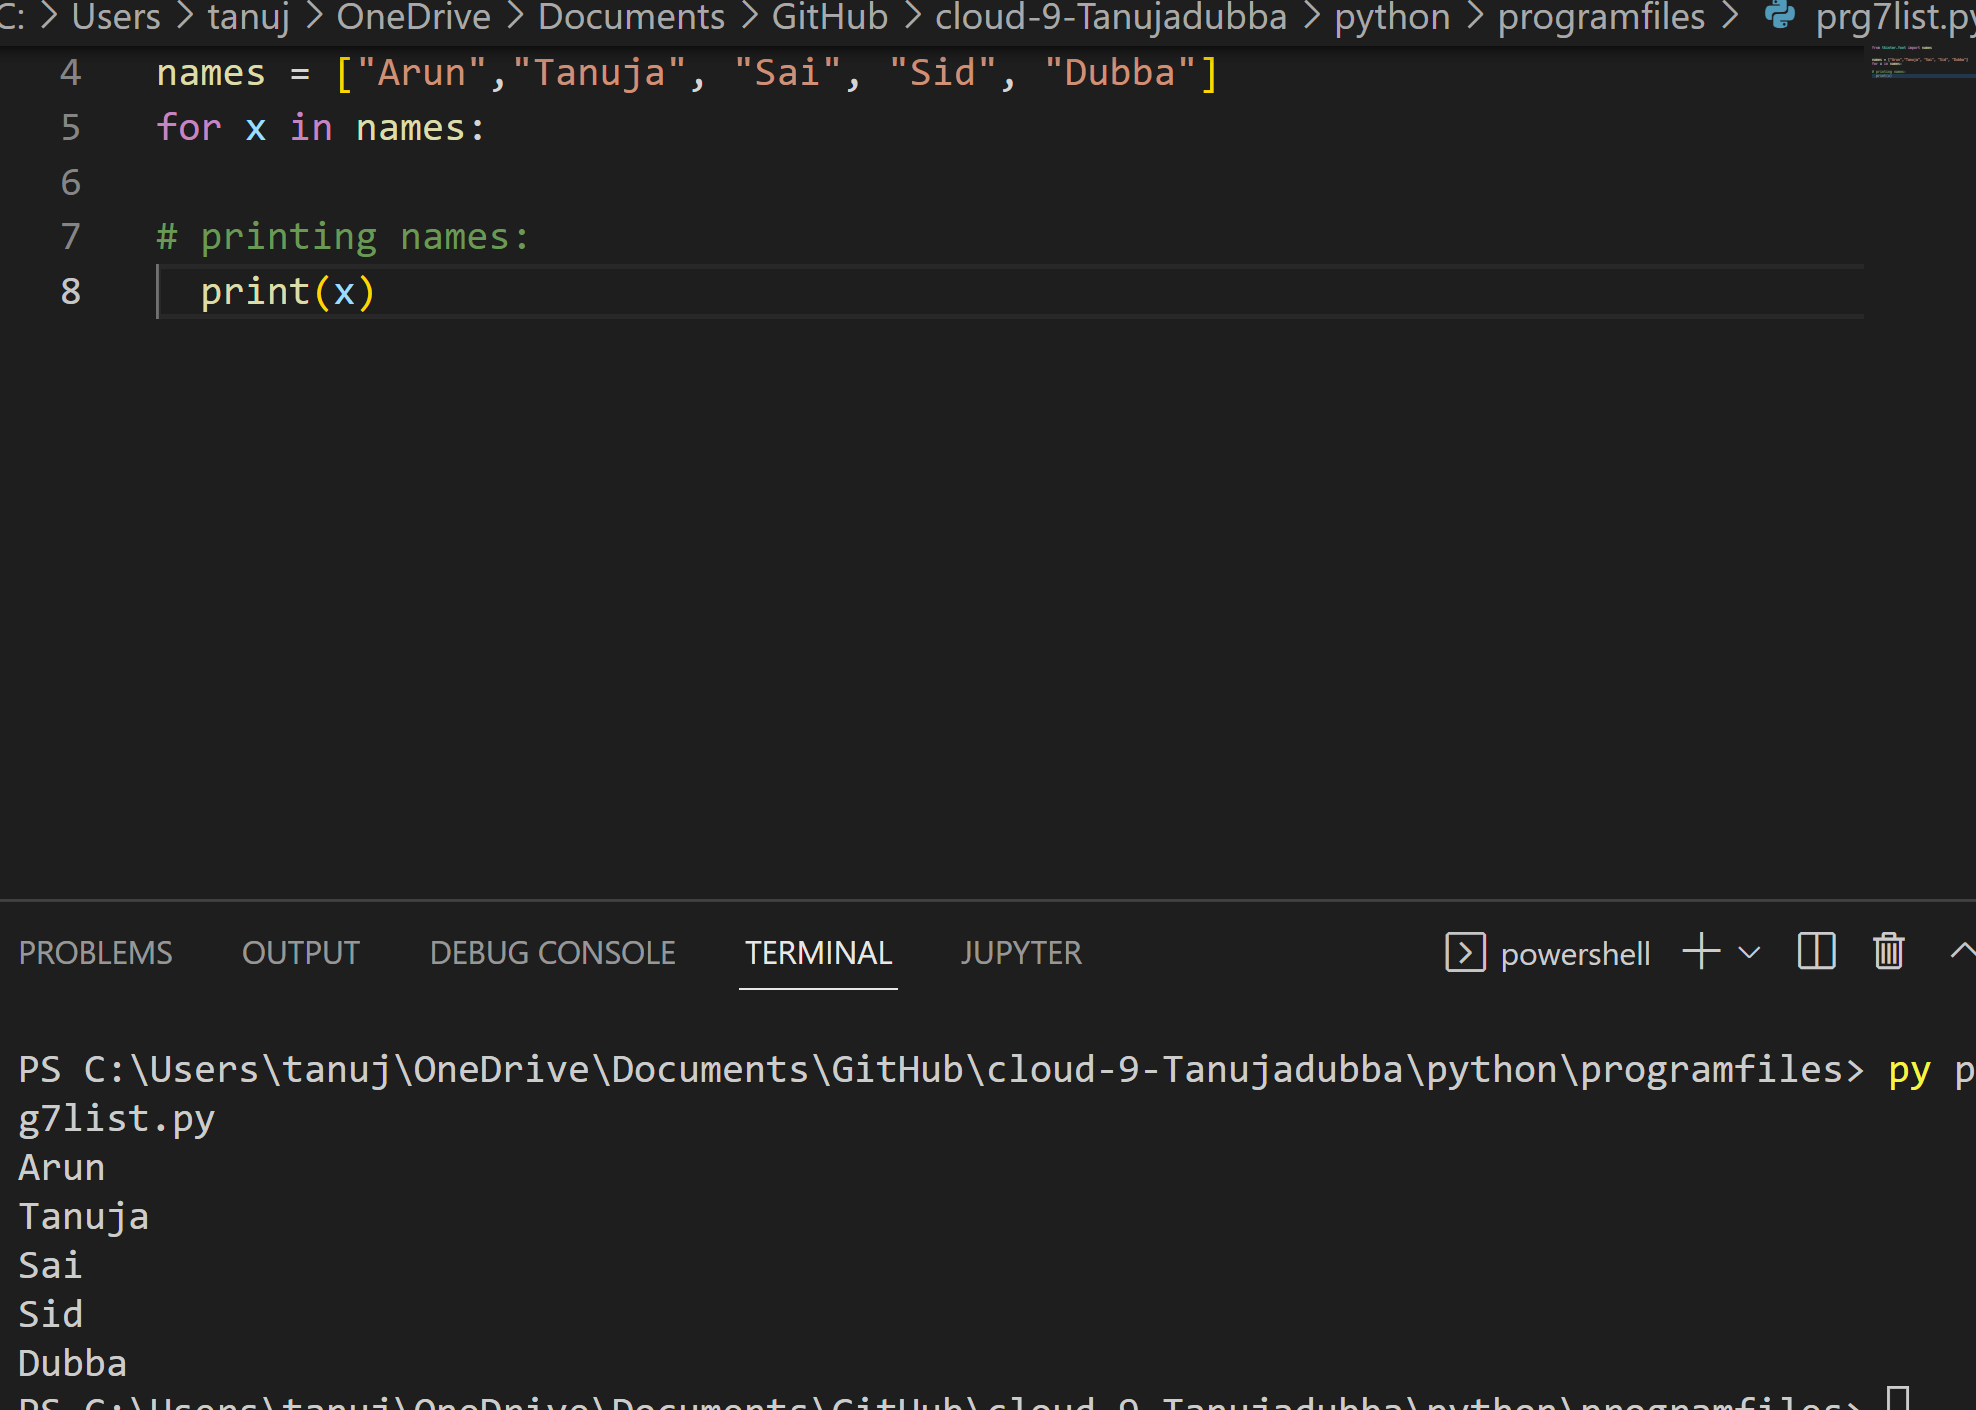 C: > Users > tanuj > OneDrive > Documents > GitHub > cloud-9-Tanujadubba > python > programfiles > prg7list.py
4 names = ["Arun","Tanuja", "Sai", "Sid", "Dubba"]
5 for x in names:
6
7 # printing names:
8 print(x)
PROBLEMS OUTPUT DEBUG CONSOLE TERMINAL JUPYTER powershell
PS C:\Users\tanuj\OneDrive\Documents\GitHub\cloud-9-Tanujadubba\python\programfiles> py p
g7list.py
Arun
Tanuja
Sai
Sid
Dubba
PS C:\Users\tanuj\OneDrive\Documents\GitHub\cloud-9-Tanujadubba\python\programfiles>